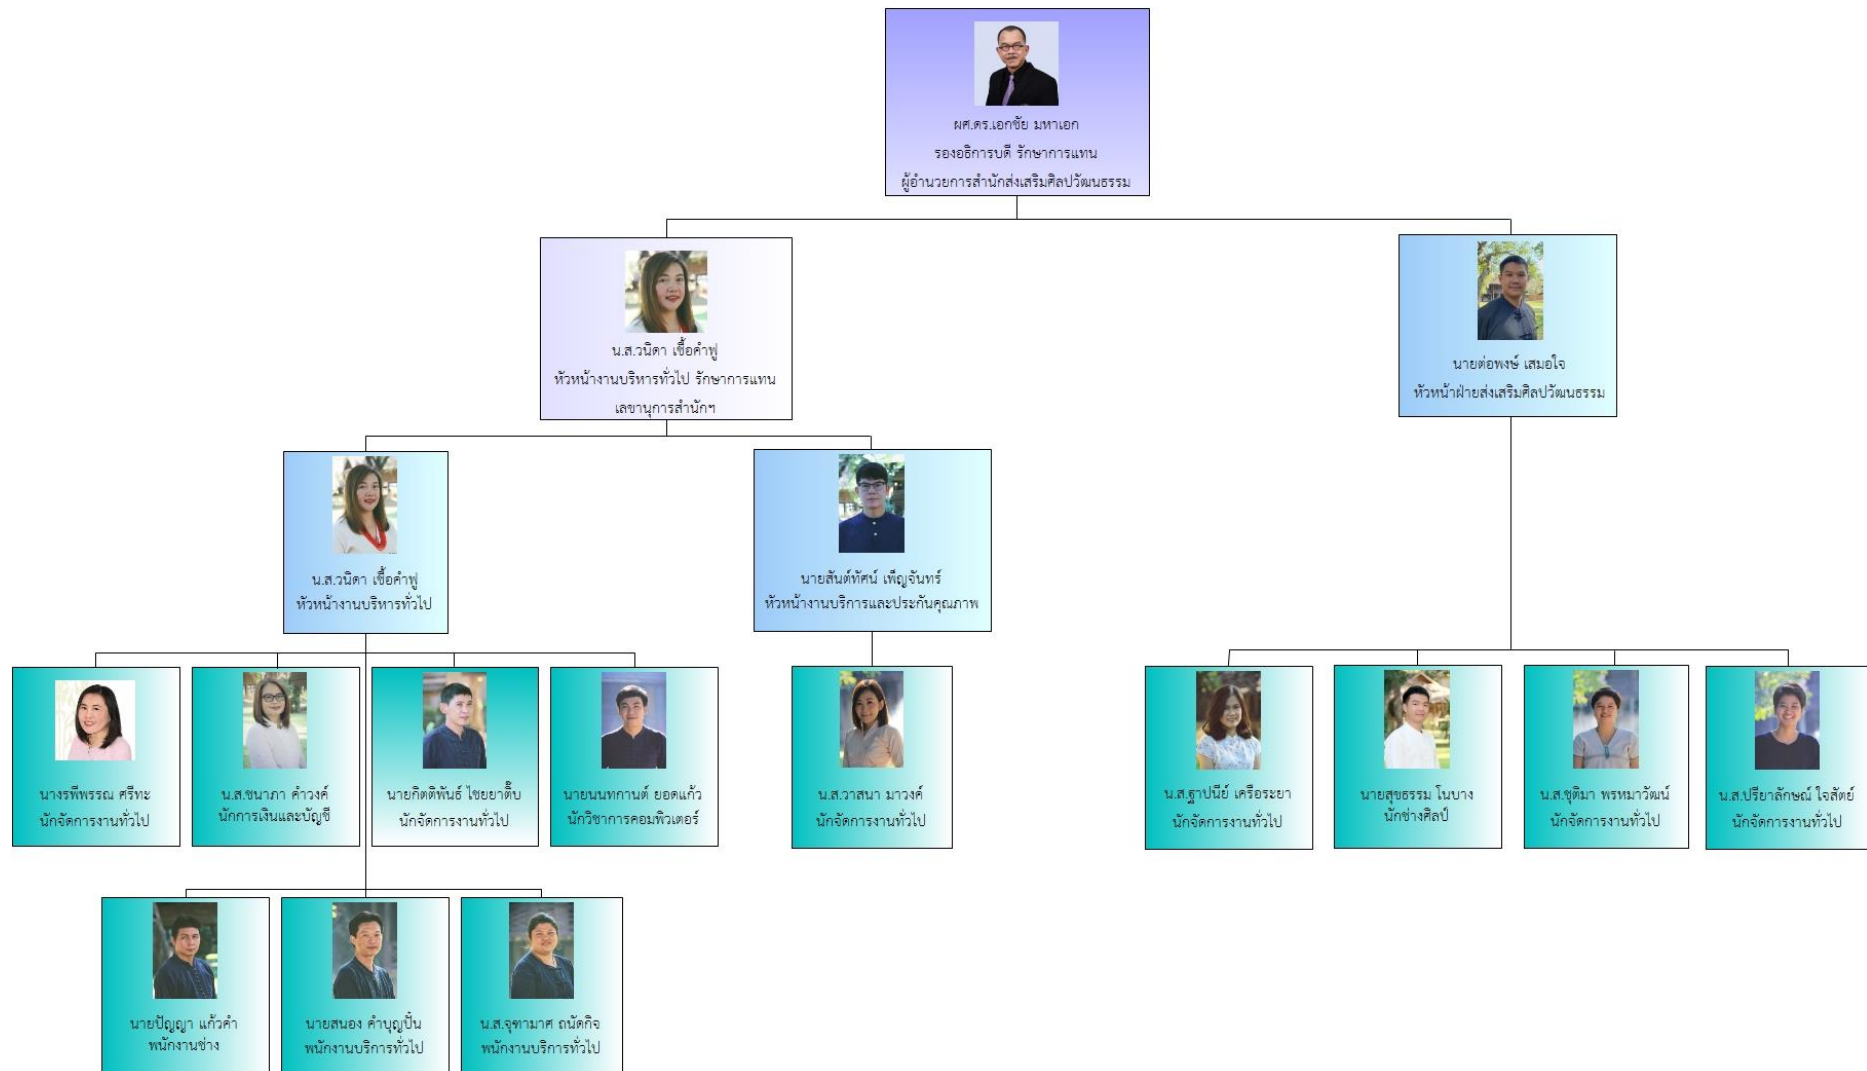 ผศ.ดร.เอกชัย มหาเอก
รองอธิการบดี รักษาการแทน
ผู้อำนวยการสำนักส่งเสริมศิลปวัฒนธรรม
น.ส.วนิดา เชื้อคำฟู
หัวหน้างานบริหารทั่วไป รักษาการแทน
เลขานุการสำนักฯ
นายต่อพงษ์ เสมอใจ
หัวหน้าฝ่ายส่งเสริมศิลปวัฒนธรรม
น.ส.วนิดา เชื้อคำฟู
หัวหน้างานบริหารทั่วไป
นายสันต์ทัศน์ เพ็ญจันทร์
หัวหน้างานบริการและประกันคุณภาพ
นางรพีพรรณ ศรีทะ
นักจัดการงานทั่วไป
น.ส.ชนาภา คำวงค์
นักการเงินและบัญชี
นายกิตติพันธ์ ไชยยาติ๊บ
นักจัดการงานทั่วไป
นายนนทกานต์ ยอดแก้ว
นักวิชาการคอมพิวเตอร์
น.ส.วาสนา มาวงค์
นักจัดการงานทั่วไป
น.ส.ฐาปนีย์ เครือระยา
นักจัดการงานทั่วไป
นายสุขธรรม โนบาง
นักช่างศิลป์
น.ส.ชุติมา พรหมาวัฒน์
นักจัดการงานทั่วไป
น.ส.ปรียาลักษณ์ ใจสัตย์
นักจัดการงานทั่วไป
นายปัญญา แก้วคำ
พนักงานช่าง
นายสนอง คำบุญปั๋น
พนักงานบริการทั่วไป
น.ส.จุฑามาศ ถนัดกิจ
พนักงานบริการทั่วไป